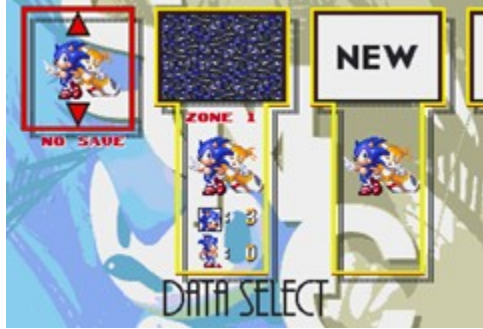 NEW
ZONE 1
NO SAVE
: 3
: 0
DATA SELECT